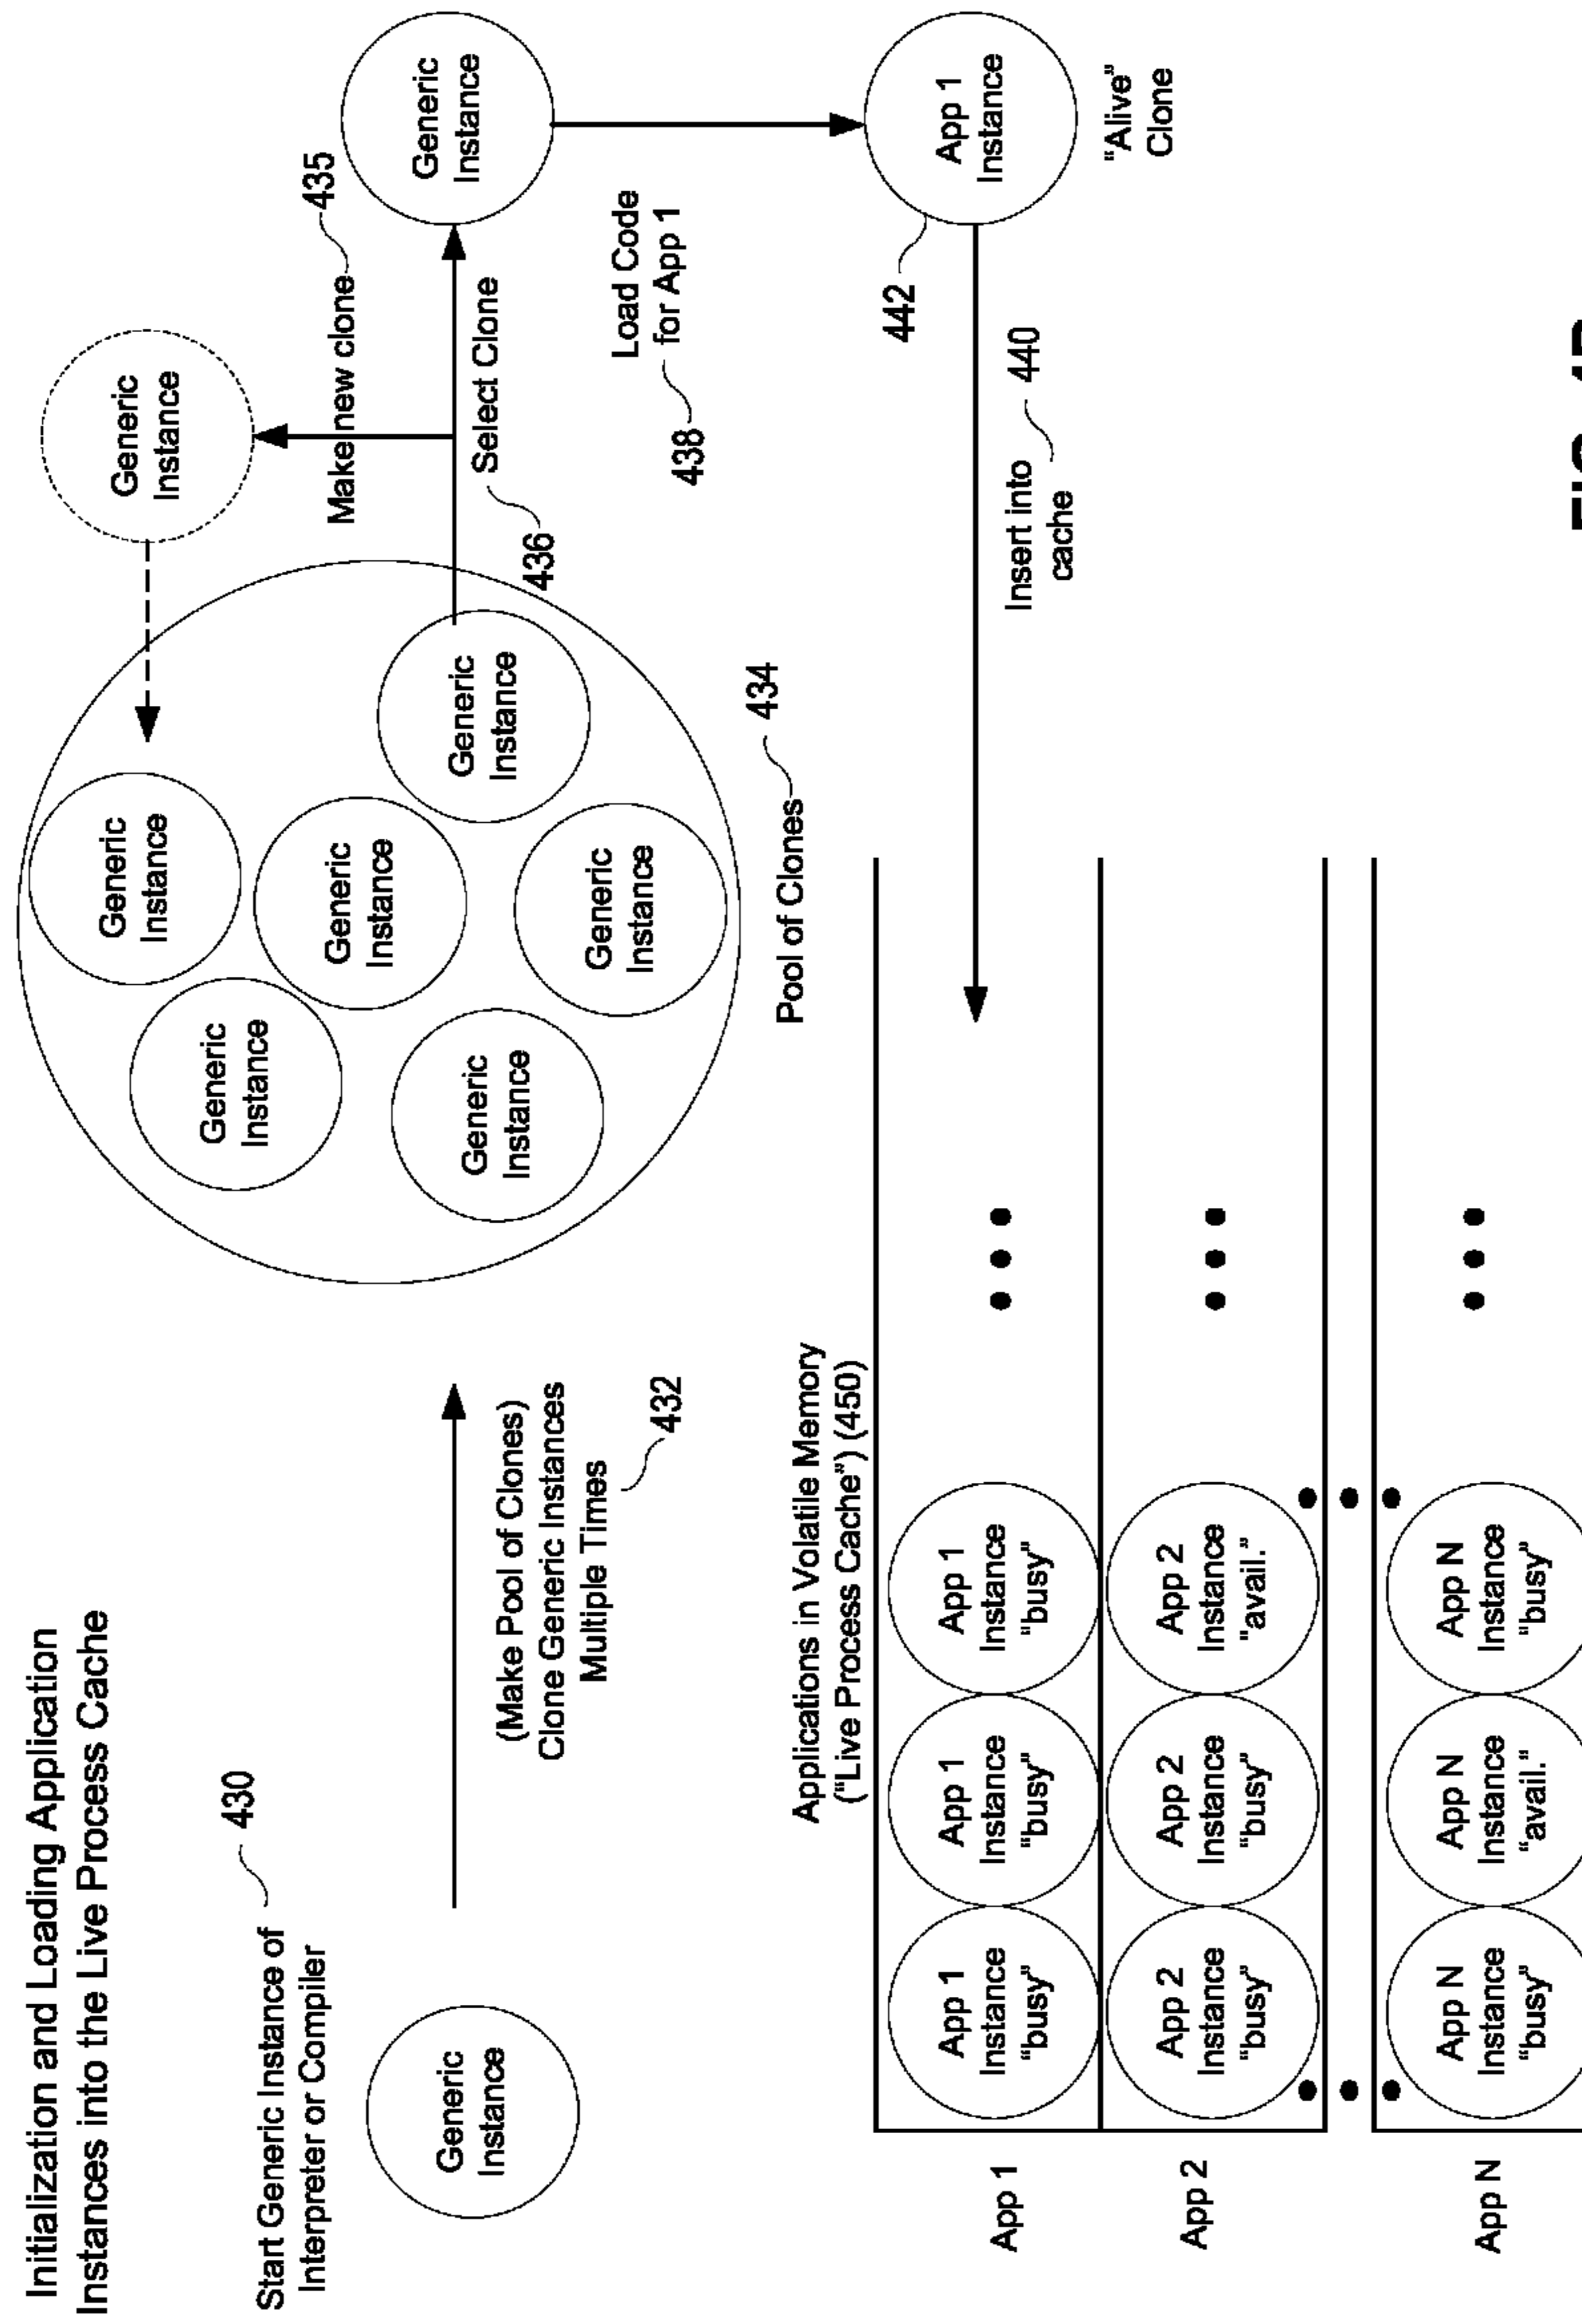 Initialization and Loading Application
Instances into the Live Process Cache
Start Generic Instance of
Interpreter or Compiler
430
Generic
Instance
(Make Pool of Clones)
Clone Generic Instances
Multiple Times
432
Generic
Instance
Generic
Instance
Generic
Instance
Generic
Instance
Generic
Instance
Generic
Instance
Pool of Clones
434
Generic
Instance
Make new clone
435
Select Clone
436
Generic
Instance
Load Code
for App 1
438
App 1
Instance
442
"Alive"
Clone
Insert into
cache
440
Applications in Volatile Memory
("Live Process Cache") (450)
App 1
App 1
Instance
"busy"
App 1
Instance
"busy"
App 1
Instance
"busy"
App 2
App 2
Instance
"busy"
App 2
Instance
"busy"
App 2
Instance
"avail."
App N
App N
Instance
"busy"
App N
Instance
"avail."
App N
Instance
"busy"